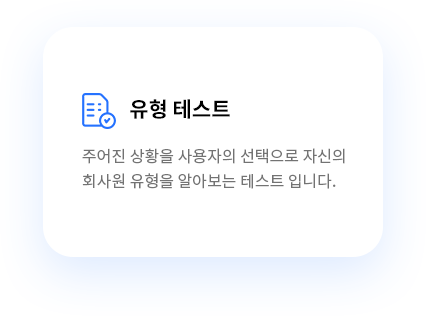 유형 테스트
주어진 상황을 사용자의 선택으로 자신의
회사원 유형을 알아보는 테스트 입니다.